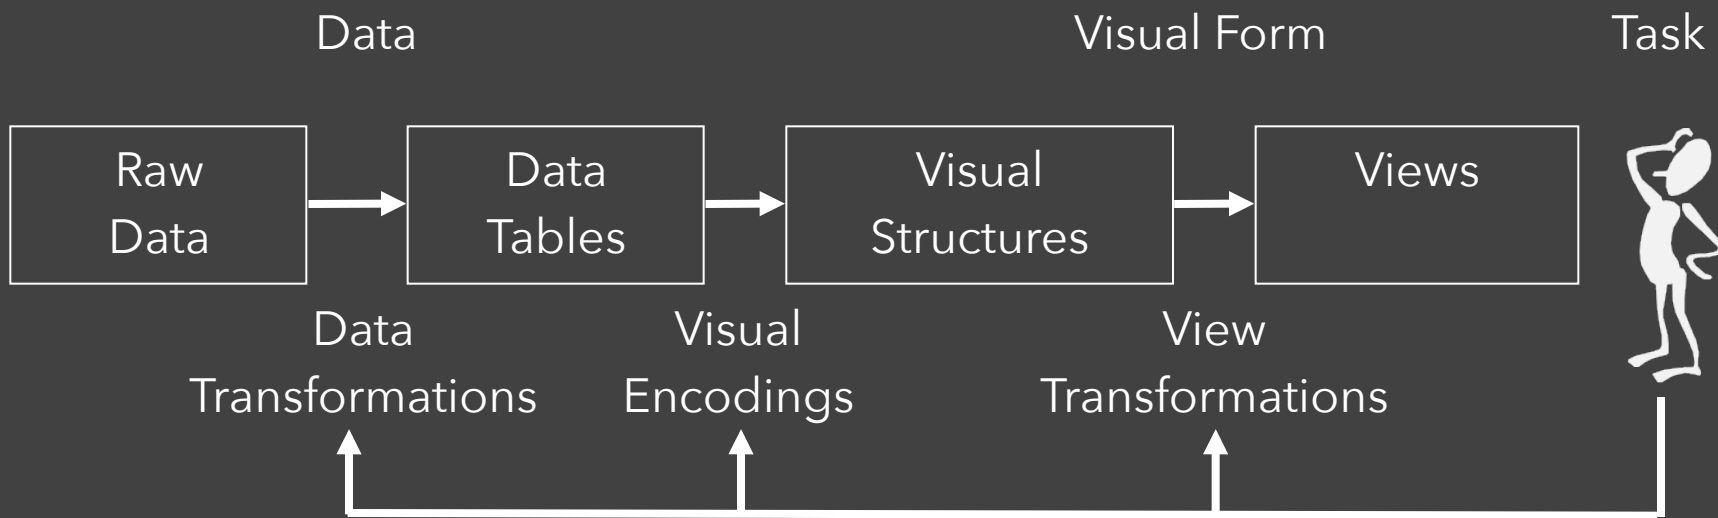 Data
Visual Form
Task
Raw
Data
Data
Tables
Visual
Structures
Views
Data
Transformations
Visual
Encodings
View
Transformations